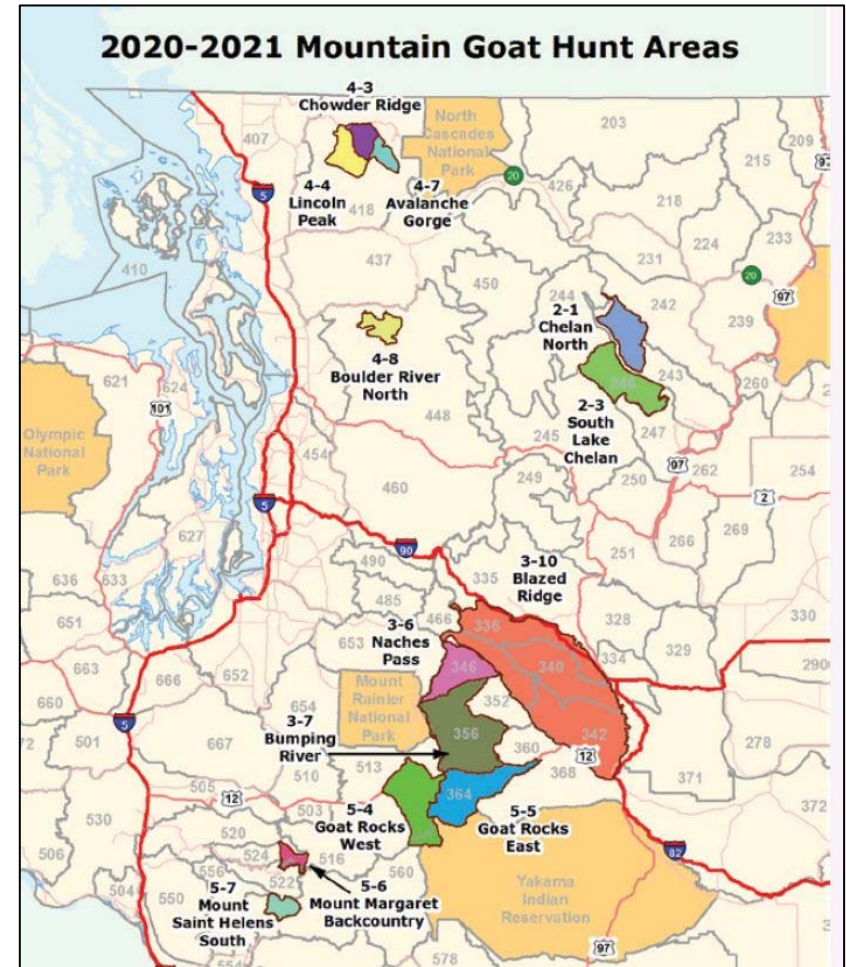 2020-2021 Mountain Goat Hunt Areas
4-3
Chowder Ridge
North
Cascades
National
Park
203
209
97
407
215
20
426
4-4
Lincoln
Peak
418
4-7
Avalanche
Gorge
218
5
224
233
410
437
231
450
20
97
244
242
2-1
Chelan
North
239
4-8
Boulder River
North
246
243
260
621
624
101
448
2-3
South
Lake
Chelan
Olympic
National
Park
245
247
454
97
262
254
249
250
2
460
5
269
627
266
90
251
490
335
3-10
Blazed
Ridge
636
633
485
330
651
466
336
328
3-6
Naches
Pass
653
334
329
663
346
340
290
666
652
Mount
Rainier
National
Park
352
660
654
3-7
Bumping
River
5
356
342
501
667
360
12
278
510
513
368
371
505
12
364
372
503
5-4
Goat Rocks
West
5-5
Goat Rocks
East
530
520
82
506
524
516
556
560
504
550
522
5-6
Mount Margaret
Backcountry
5-7
Mount
Saint Helens
South
Yakama
Indian
Reservation
97
554
578